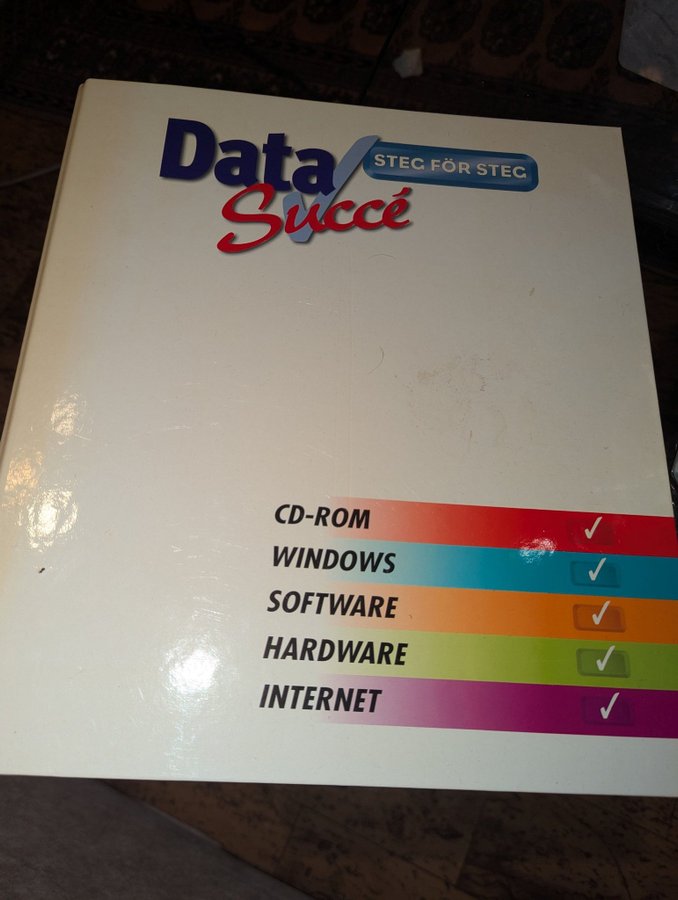 Data
STEG FÖR STEG
Succé
CD-ROM
WINDOWS
SOFTWARE
HARDWARE
INTERNET